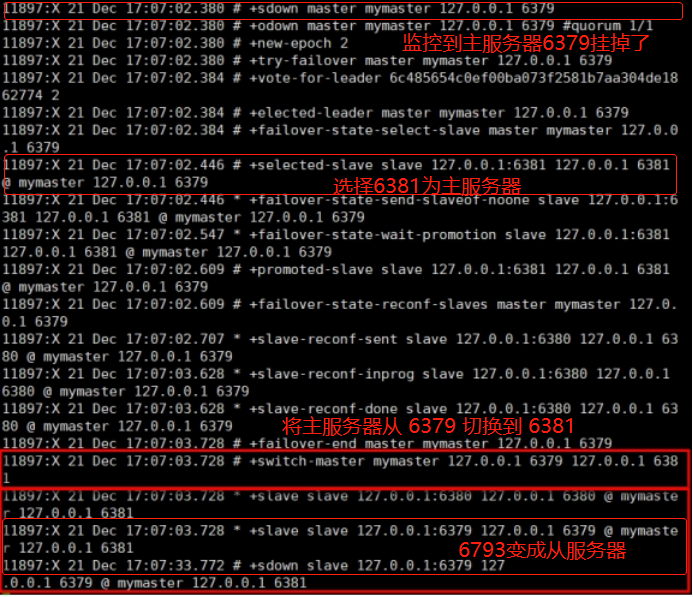 11897:X 21 Dec 17:07:02.380 # +sdown master mymaster 127.0.0.1 6379
11897:X 21 Dec 17:07:02.380 # +odown master mymaster 127.0.0.1 6379 #quorum 1/1
11897:X 21 Dec 17:07:02.380 # +new-epoch 2
监控到主服务器6379挂掉了
11897:X 21 Dec 17:07:02.380 # +try-failover master mymaster 127.0.0.1 6379
11897:X 21 Dec 17:07:02.384 # +vote-for-leader 6c485654c0ef00ba073f2581b7aa304de18
62774 2
11897:X 21 Dec 17:07:02.384 # +elected-leader master mymaster 127.0.0.1 6379
11897:X 21 Dec 17:07:02.384 # +failover-state-select-slave master mymaster 127.0.0
.1 6379
11897:X 21 Dec 17:07:02.446 # +selected-slave slave 127.0.0.1:6381 127.0.0.1 6381
@ mymaster 127.0.0.1 6379
选择6381为主服务器
11897:X 21 Dec 17:07:02.446 * +failover-state-send-slaveof-noone slave 127.0.0.1:6
381 127.0.0.1 6381 @ mymaster 127.0.0.1 6379
11897:X 21 Dec 17:07:02.547 * +failover-state-wait-promotion slave 127.0.0.1:6381
127.0.0.1 6381 @ mymaster 127.0.0.1 6379
11897:X 21 Dec 17:07:02.609 # +promoted-slave slave 127.0.0.1:6381 127.0.0.1 6381
@ mymaster 127.0.0.1 6379
11897:X 21 Dec 17:07:02.609 # +failover-state-reconf-slaves master mymaster 127.0.
0.1 6379
11897:X 21 Dec 17:07:02.707 * +slave-reconf-sent slave 127.0.0.1:6380 127.0.0.1 63
80 @ mymaster 127.0.0.1 6379
11897:X 21 Dec 17:07:03.628 * +slave-reconf-inprog slave 127.0.0.1:6380 127.0.0.1
6380 @ mymaster 127.0.0.1 6379
11897:X 21 Dec 17:07:03.628 * +slave-reconf-done slave 127.0.0.1:6380 127.0.0.1 63
80 @ mymaster 127.0.0.1 6379
将主服务器从 6379 切换到 6381
11897:X 21 Dec 17:07:03.728 # +failover-end master mymaster 127.0.0.1 6379
11897:X 21 Dec 17:07:03.728 # +switch-master mymaster 127.0.0.1 6379 127.0.0.1 638
1
11897:X 21 Dec 17:07:03.728 * +slave slave 127.0.0.1:6380 127.0.0.1 6380 @ mymaste
r 127.0.0.1 6381
11897:X 21 Dec 17:07:03.728 * +slave slave 127.0.0.1:6379 127.0.0.1 6379 @ mymaste
r 127.0.0.1 6381
6793变成从服务器
11897:X 21 Dec 17:07:33.772 # +sdown slave 127.0.0.1:6379 127
.0.0.1 6379 @ mymaster 127.0.0.1 6381